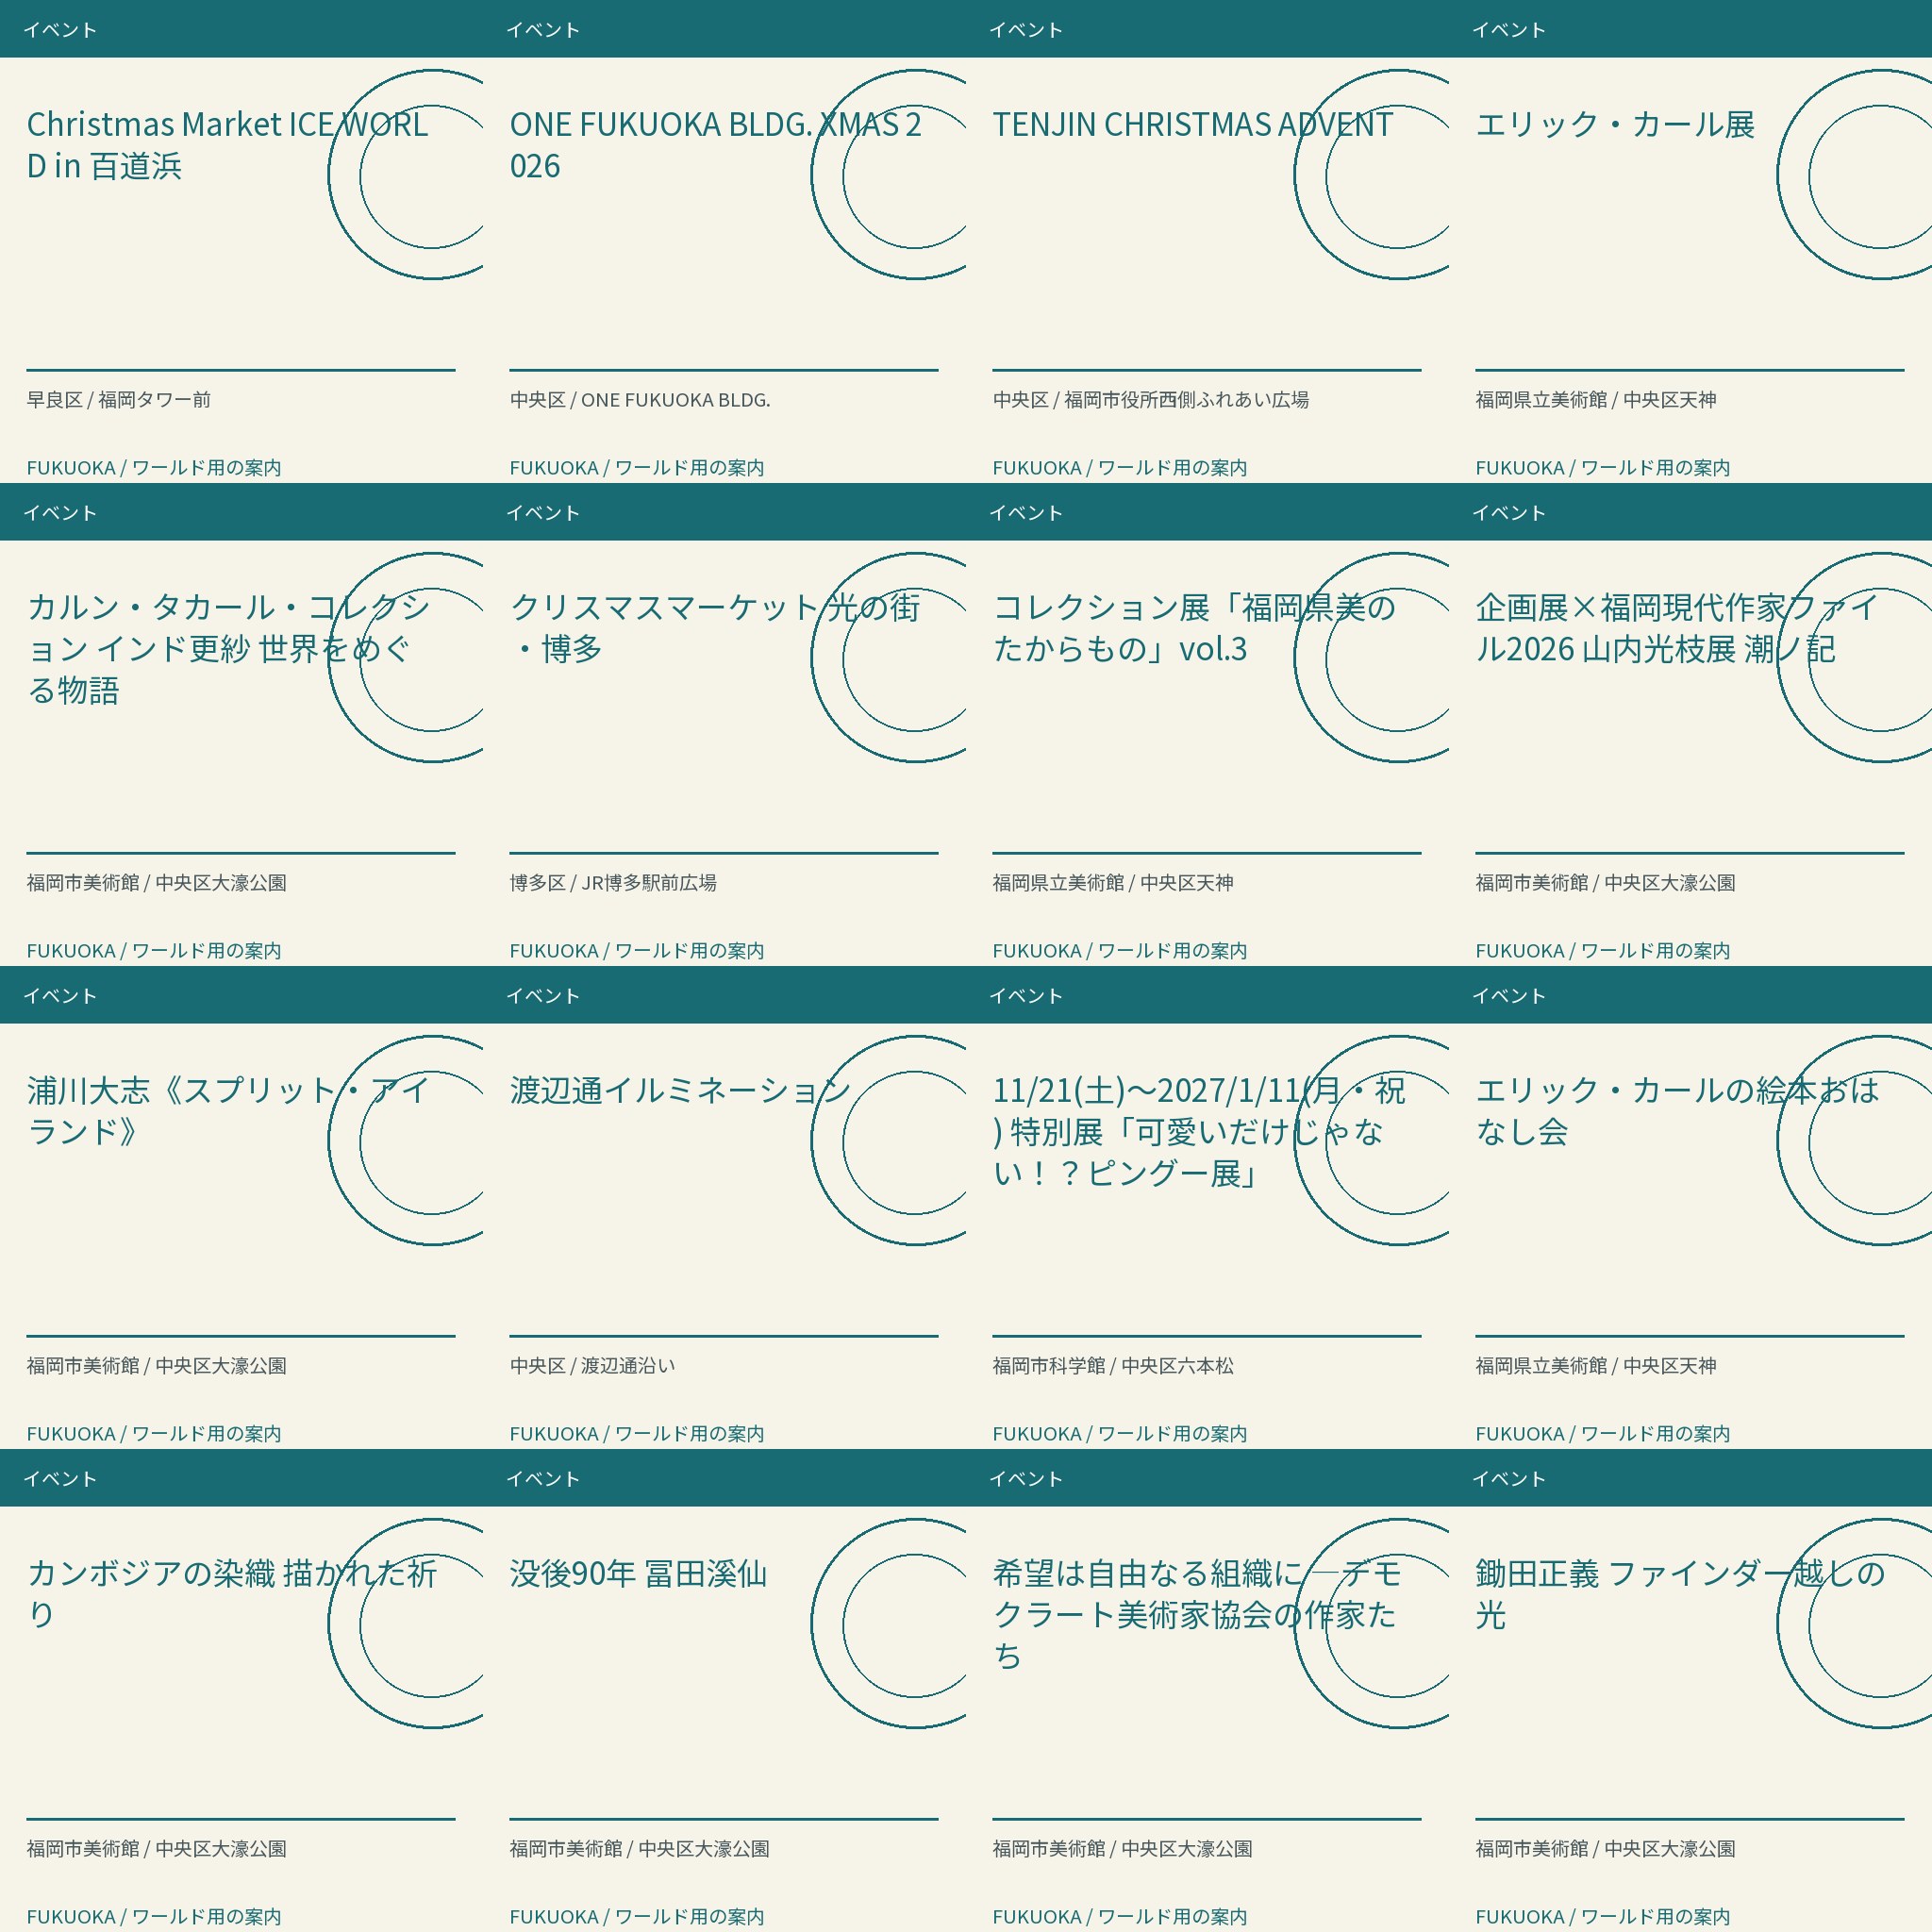 イベント
Christmas Market ICE WORL
D in 百道浜
早良区 / 福岡タワー前
FUKUOKA / ワールド用の案内
イベント
ONE FUKUOKA BLDG. XMAS 2
026
中央区 / ONE FUKUOKA BLDG.
FUKUOKA / ワールド用の案内
イベント
TENJIN CHRISTMAS ADVENT
中央区 / 福岡市役所西側ふれあい広場
FUKUOKA / ワールド用の案内
イベント
エリック・カール展
福岡県立美術館 / 中央区天神
FUKUOKA / ワールド用の案内
イベント
カルン・タカール・コレクシ
ョン インド更紗 世界をめぐ
る物語
福岡市美術館 / 中央区大濠公園
FUKUOKA / ワールド用の案内
イベント
クリスマスマーケット 光の街
・博多
博多区 / JR博多駅前広場
FUKUOKA / ワールド用の案内
イベント
コレクション展「福岡県美の
たからもの」vol.3
福岡県立美術館 / 中央区天神
FUKUOKA / ワールド用の案内
イベント
企画展×福岡現代作家ファイ
ル2026 山内光枝展 潮ノ記
福岡市美術館 / 中央区大濠公園
FUKUOKA / ワールド用の案内
イベント
浦川大志《スプリット・アイ
ランド》
福岡市美術館 / 中央区大濠公園
FUKUOKA / ワールド用の案内
イベント
渡辺通イルミネーション
中央区 / 渡辺通沿い
FUKUOKA / ワールド用の案内
イベント
11/21(土)～2027/1/11(月・祝
) 特別展「可愛いだけじゃな
い！？ピングー展」
福岡市科学館 / 中央区六本松
FUKUOKA / ワールド用の案内
イベント
エリック・カールの絵本おは
なし会
福岡県立美術館 / 中央区天神
FUKUOKA / ワールド用の案内
イベント
カンボジアの染織 描かれた祈
り
福岡市美術館 / 中央区大濠公園
FUKUOKA / ワールド用の案内
イベント
没後90年 冨田溪仙
福岡市美術館 / 中央区大濠公園
FUKUOKA / ワールド用の案内
イベント
希望は自由なる組織に ―デモ
クラート美術家協会の作家た
ち
福岡市美術館 / 中央区大濠公園
FUKUOKA / ワールド用の案内
イベント
鋤田正義 ファインダー越しの
光
福岡市美術館 / 中央区大濠公園
FUKUOKA / ワールド用の案内